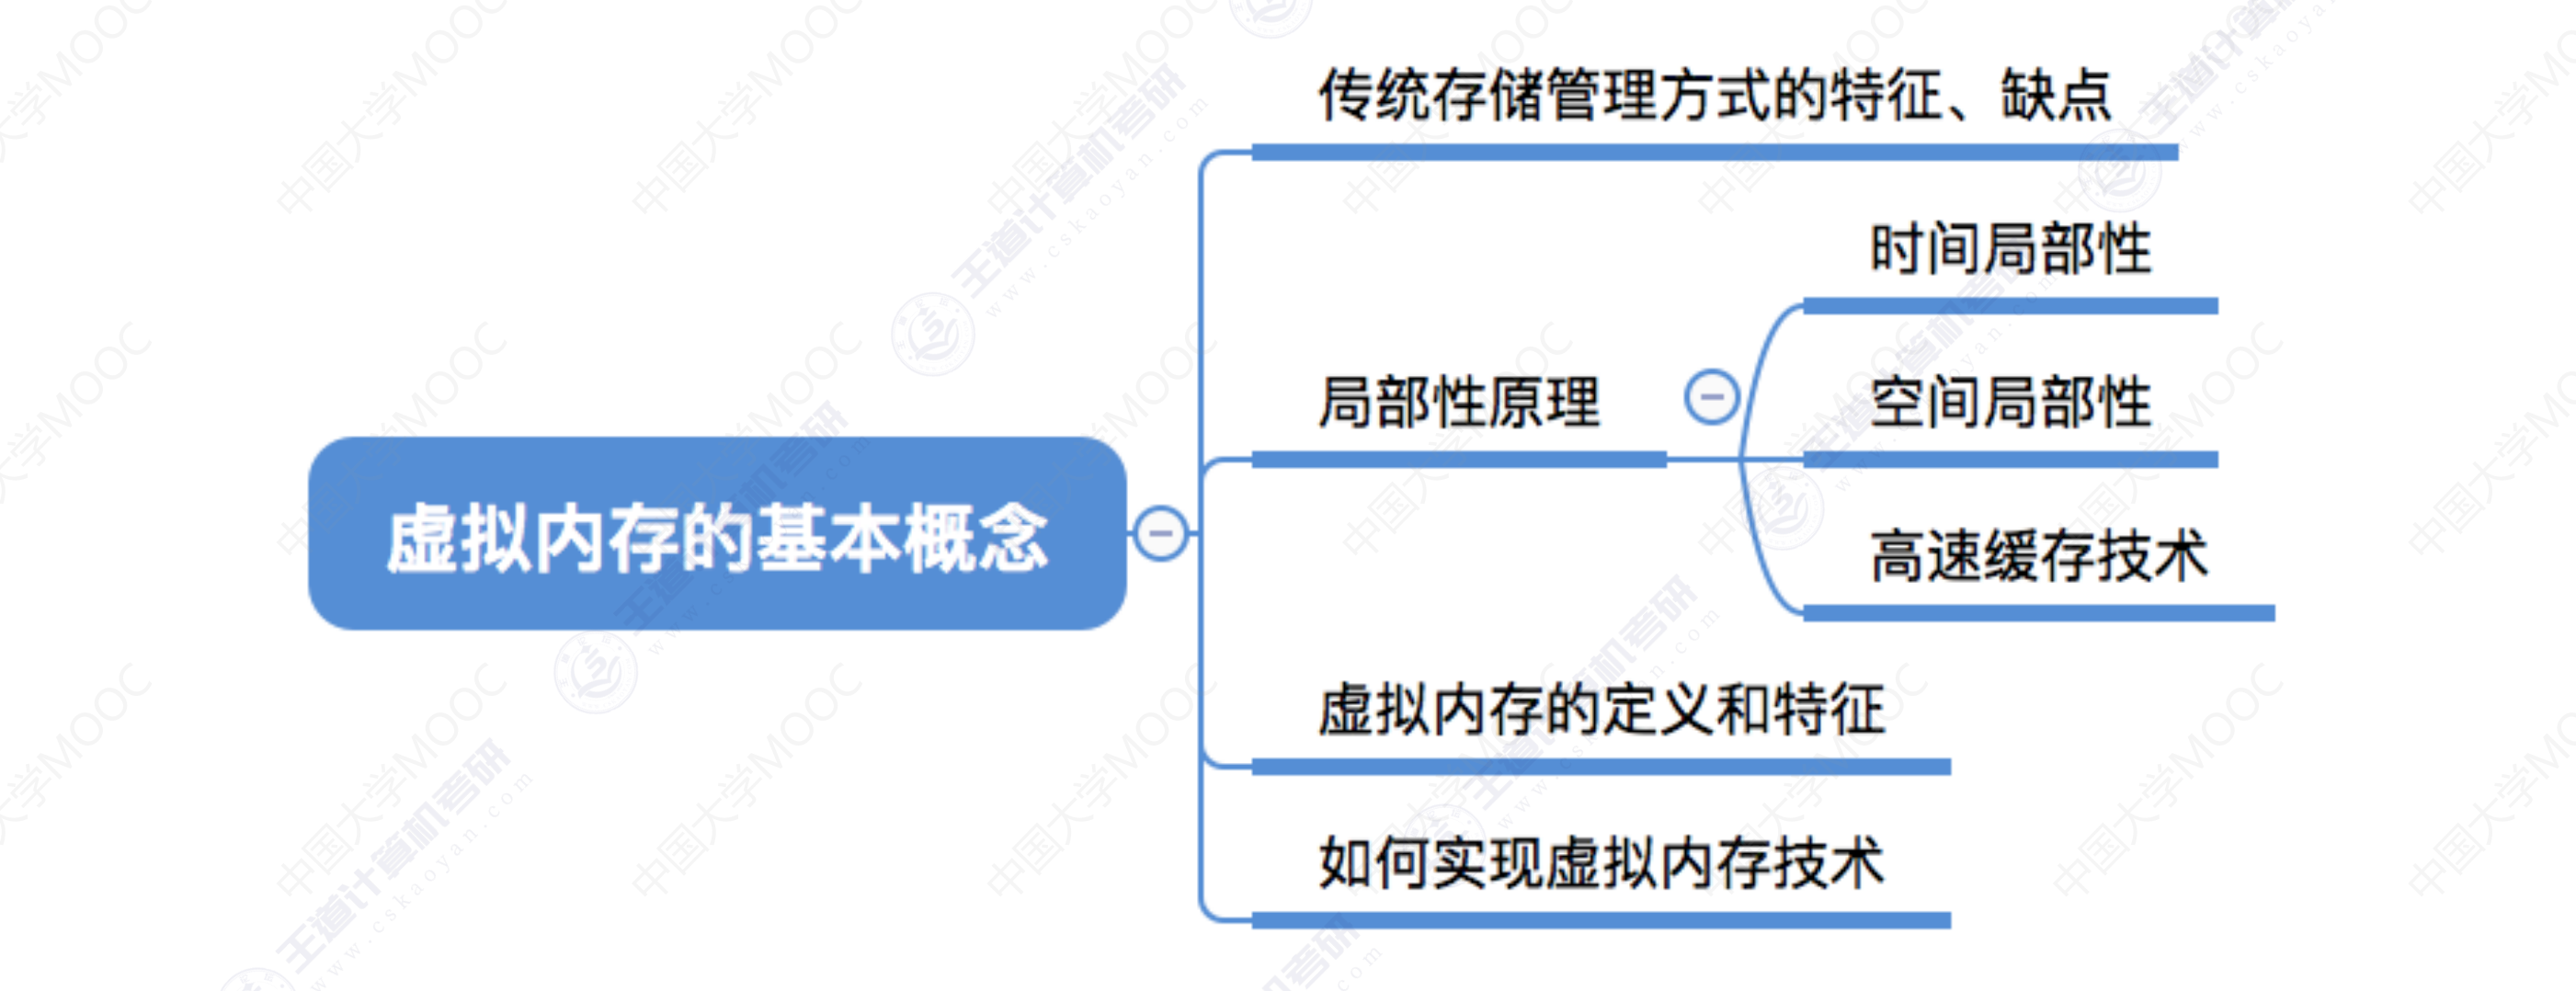 传统存储管理方式的特征、缺点
时间局部性
局部性原理
空间局部性
虚拟内存的基本概念
高速缓存技术
虚拟内存的定义和特征
如何实现虚拟内存技术
中国大学MOOC
王道计算机考研
www.cskaoyan.com